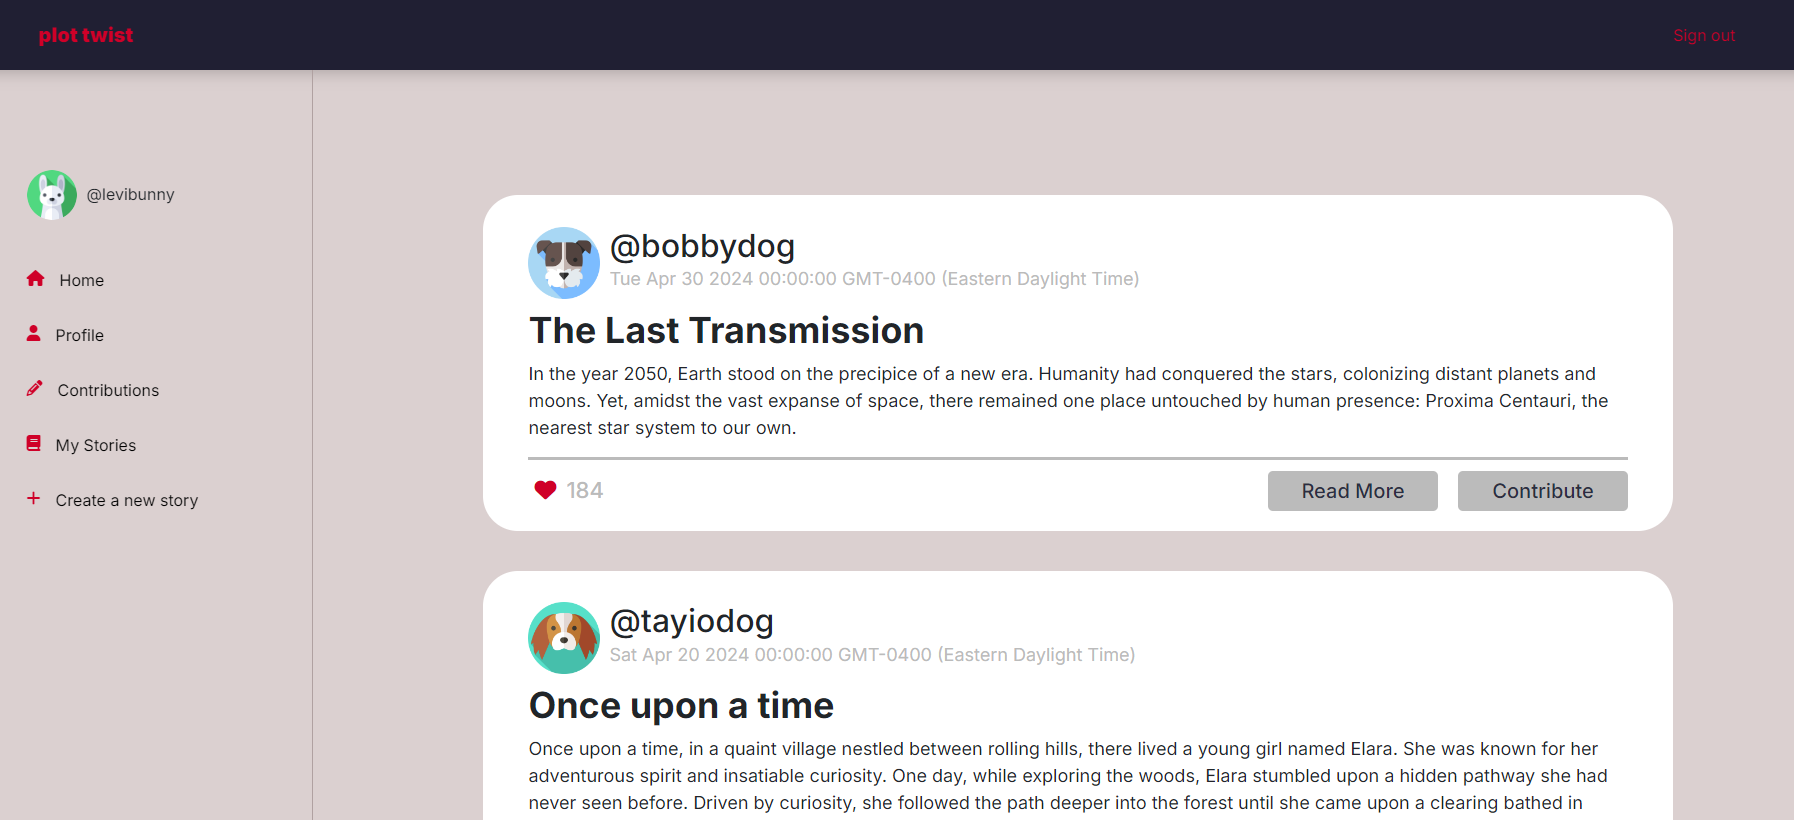 plot twist
Sign out
@levibunny
Home
Profile
Contributions
My Stories
Create a new story
@bobbydog
Tue Apr 30 2024 00:00:00 GMT-0400 (Eastern Daylight Time)
The Last Transmission
In the year 2050, Earth stood on the precipice of a new era. Humanity had conquered the stars, colonizing distant planets and
moons. Yet, amidst the vast expanse of space, there remained one place untouched by human presence: Proxima Centauri, the
nearest star system to our own.
184
Read More
Contribute
@tayiodog
Sat Apr 20 2024 00:00:00 GMT-0400 (Eastern Daylight Time)
Once upon a time
Once upon a time, in a quaint village nestled between rolling hills, there lived a young girl named Elara. She was known for her
adventurous spirit and insatiable curiosity. One day, while exploring the woods, Elara stumbled upon a hidden pathway she had
never seen before. Driven by curiosity, she followed the path deeper into the forest until she came upon a clearing bathed in